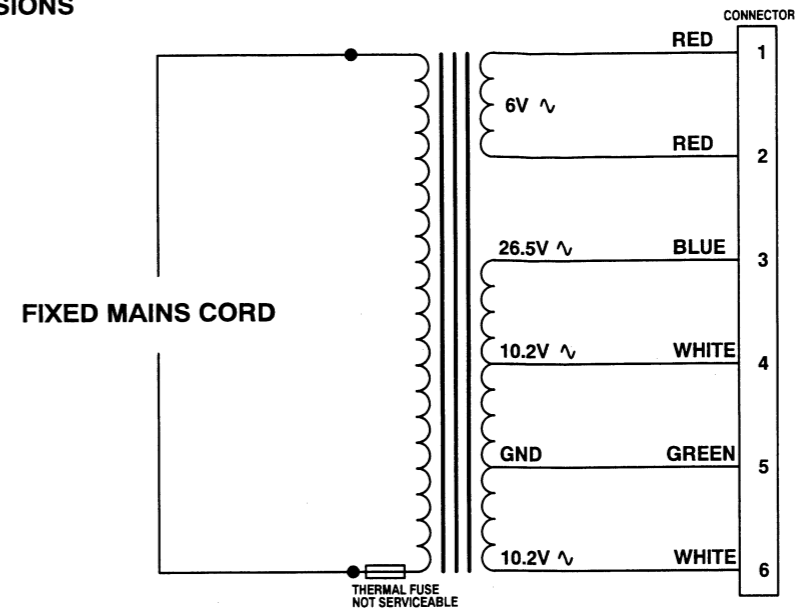 SIONS
CONNECTOR
RED 1
6V ∿
RED 2
26.5V ∿ BLUE 3
FIXED MAINS CORD
10.2V ∿ WHITE 4
GND GREEN 5
10.2V ∿ WHITE 6
THERMAL FUSE
NOT SERVICEABLE